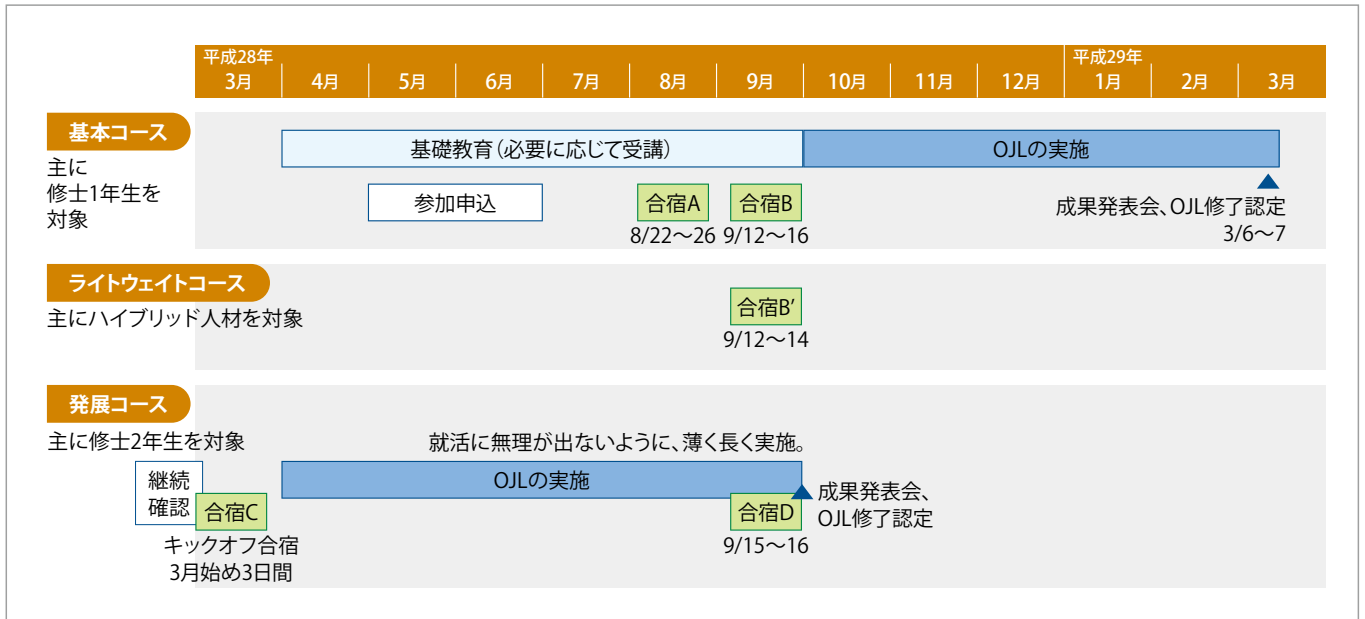 平成28年 平成29年
3月 4月 5月 6月 7月 8月 9月 10月 11月 12月 1月 2月 3月
基本コース
主に
修士1年生を
対象
基礎教育(必要に応じて受講)
OJLの実施
参加申込
合宿A
8/22〜26
合宿B
9/12〜16
成果発表会、OJL修了認定
3/6〜7
ライトウェイトコース
主にハイブリッド人材を対象
合宿B'
9/12〜14
発展コース
主に修士2年生を対象
就活に無理が出ないように、薄く長く実施。
継続
確認
合宿C
キックオフ合宿
3月始め3日間
OJLの実施
合宿D
9/15〜16
成果発表会、
OJL修了認定